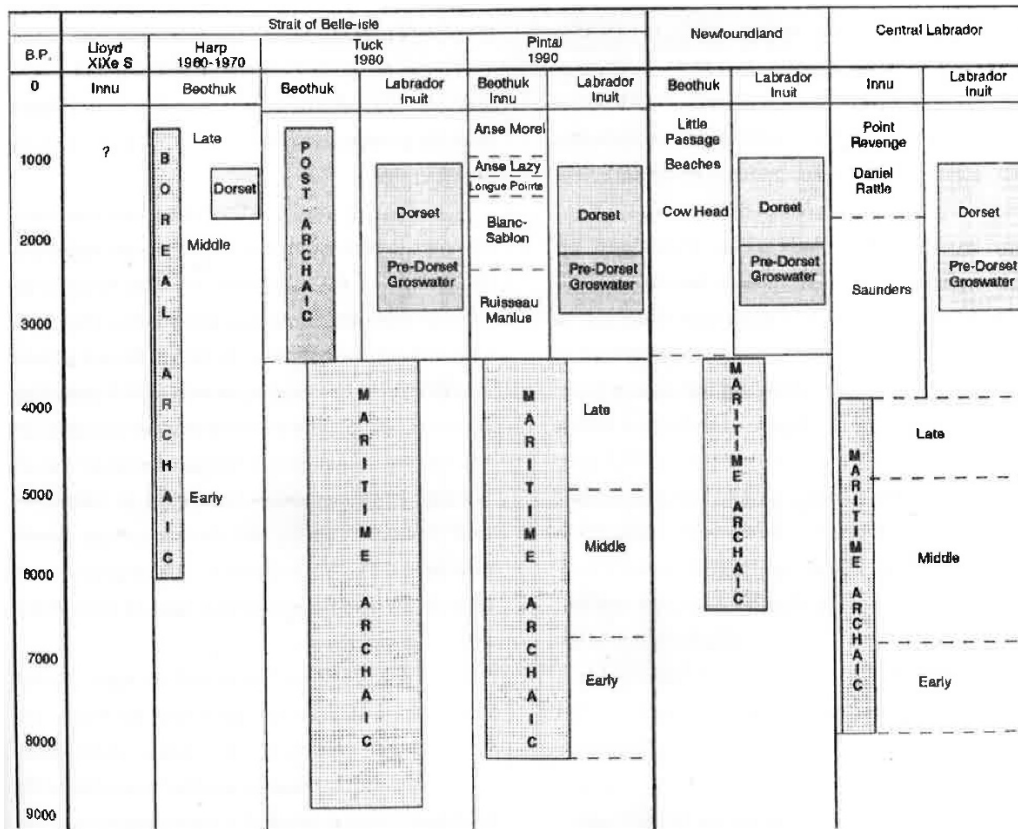 Strait of Belle-isle
Newfoundland
Central Labrador
B.P.
Lloyd
XIXe S
Harp
1960-1970
Tuck
1980
Pintal
1990
0
Innu
Beothuk
Beothuk
Labrador
Inuit
Beothuk
Innu
Labrador
Inuit
Beothuk
Labrador
Inuit
Innu
Labrador
Inuit
1000
2000
3000
4000
5000
6000
7000
8000
9000
?
BOREAL ARCHAIC
Late
Dorset
Middle
Early
POST-ARCHAIC
Dorset
Pre-Dorset
Groswater
MARITIME ARCHAIC
Anse Morel
Anse Lazy
Longue Pointe
Blanc-
Sablon
Ruisseau
Manlue
Dorset
Pre-Dorset
Groswater
MARITIME ARCHAIC
Late
Middle
Early
Little
Passage
Beaches
Cow Head
Dorset
Pre-Dorset
Groswater
MARITIME ARCHAIC
Point
Revenge
Daniel
Rattle
Saunders
Dorset
Pre-Dorset
Groswater
MARITIME ARCHAIC
Late
Middle
Early